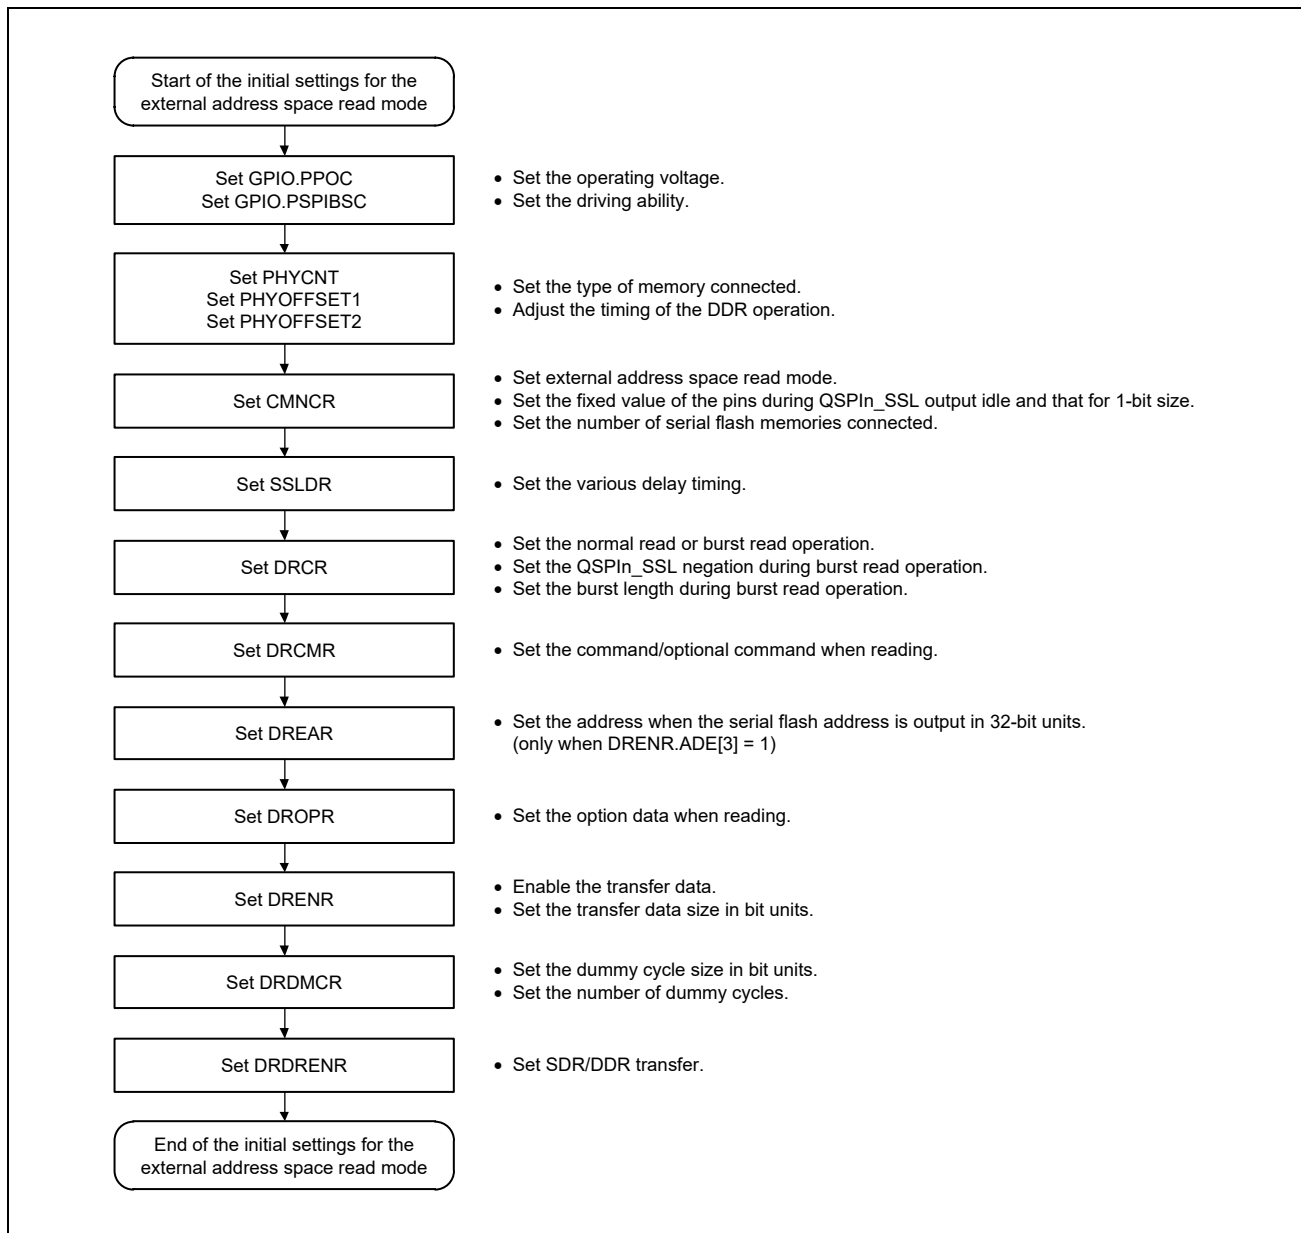 Start of the initial settings for the
external address space read mode
Set GPIO.PPOC
Set GPIO.PSPIBSC
• Set the operating voltage.
• Set the driving ability.
Set PHYCNT
Set PHYOFFSET1
Set PHYOFFSET2
• Set the type of memory connected.
• Adjust the timing of the DDR operation.
Set CMNCR
• Set external address space read mode.
• Set the fixed value of the pins during QSPIn_SSL output idle and that for 1-bit size.
• Set the number of serial flash memories connected.
Set SSLDR
• Set the various delay timing.
Set DRCR
• Set the normal read or burst read operation.
• Set the QSPIn_SSL negation during burst read operation.
• Set the burst length during burst read operation.
Set DRCMR
• Set the command/optional command when reading.
Set DREAR
• Set the address when the serial flash address is output in 32-bit units.
(only when DRENR.ADE[3] = 1)
Set DROPR
• Set the option data when reading.
Set DRENR
• Enable the transfer data.
• Set the transfer data size in bit units.
Set DRDMCR
• Set the dummy cycle size in bit units.
• Set the number of dummy cycles.
Set DRDRENR
• Set SDR/DDR transfer.
End of the initial settings for the
external address space read mode